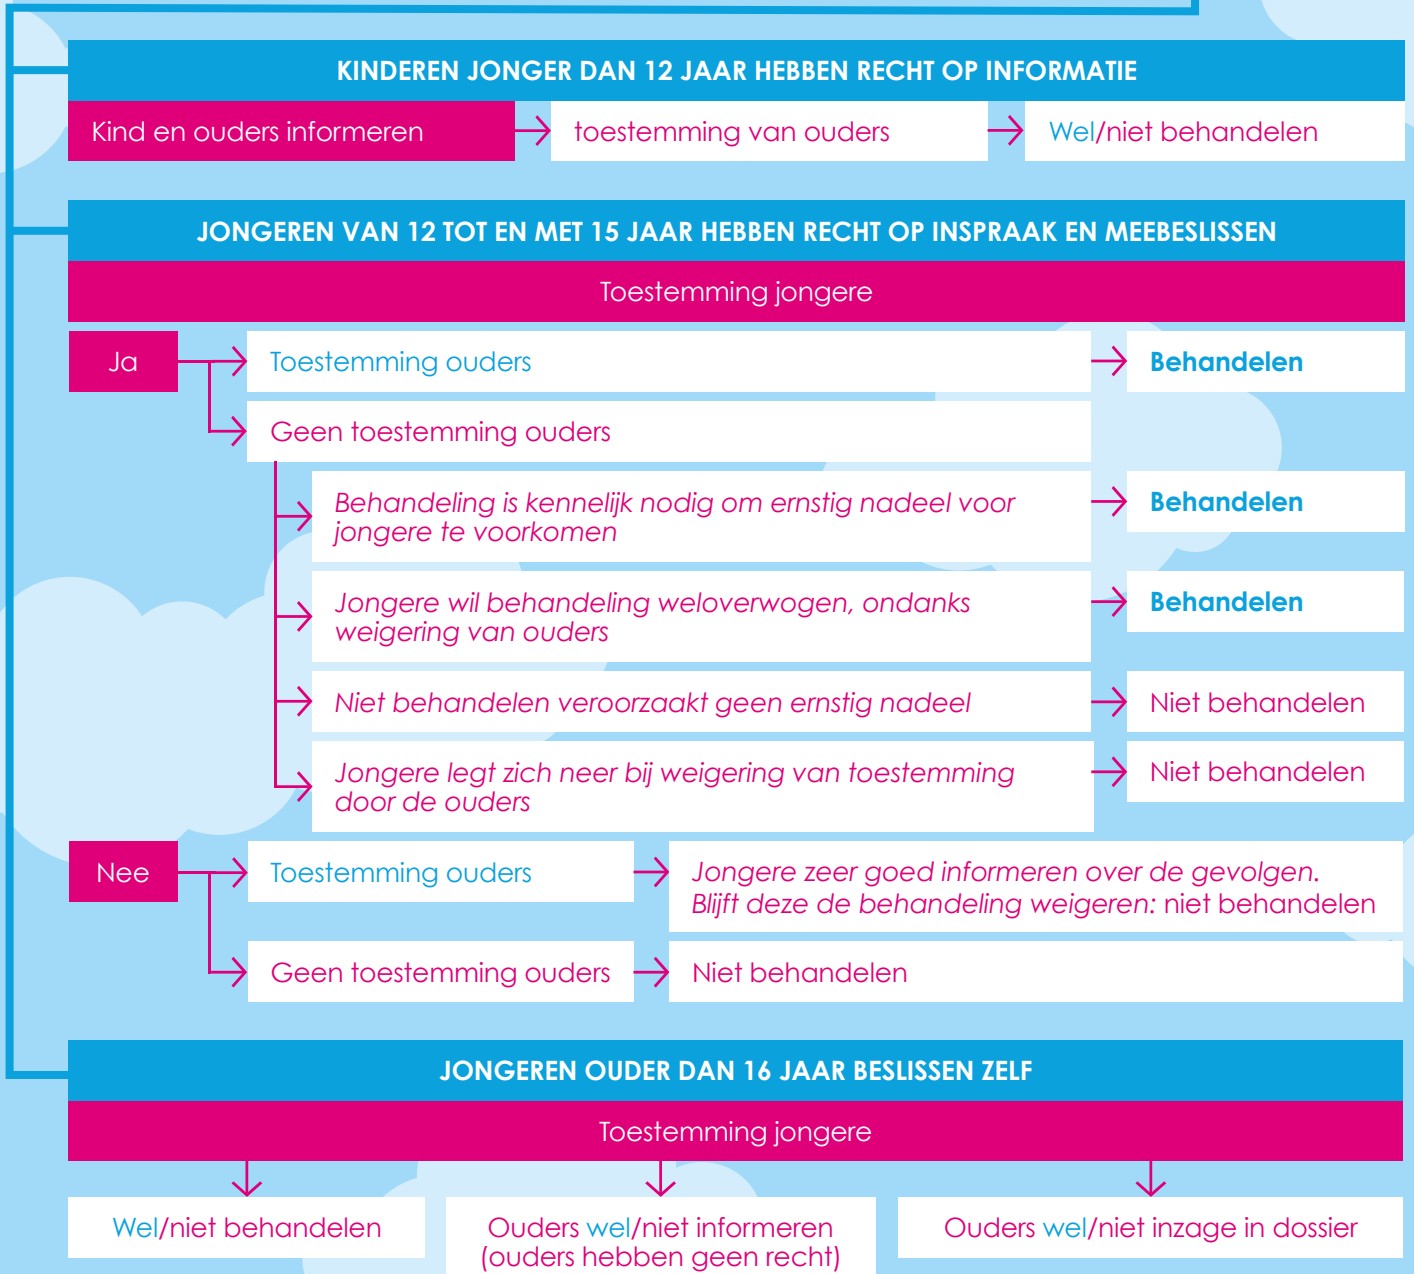 KINDEREN JONGER DAN 12 JAAR HEBBEN RECHT OP INFORMATIE
Kind en ouders informeren
toestemming van ouders
Wel/niet behandelen
JONGEREN VAN 12 TOT EN MET 15 JAAR HEBBEN RECHT OP INSPRAAK EN MEEBESLISSEN
Toestemming jongere
Ja
Toestemming ouders
Behandelen
Geen toestemming ouders
Behandeling is kennelijk nodig om ernstig nadeel voor
jongere te voorkomen
Behandelen
Jongere wil behandeling weloverwogen, ondanks
weigering van ouders
Behandelen
Niet behandelen veroorzaakt geen ernstig nadeel
Niet behandelen
Jongere legt zich neer bij weigering van toestemming
door de ouders
Niet behandelen
Nee
Toestemming ouders
Jongere zeer goed informeren over de gevolgen.
Blijft deze de behandeling weigeren: niet behandelen
Geen toestemming ouders
Niet behandelen
JONGEREN OUDER DAN 16 JAAR BESLISSEN ZELF
Toestemming jongere
Wel/niet behandelen
Ouders wel/niet informeren
(ouders hebben geen recht)
Ouders wel/niet inzage in dossier